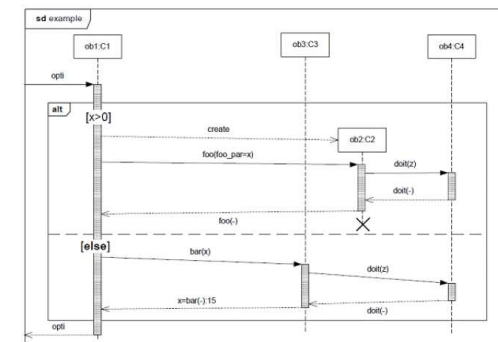 sd example
ob1:C1
ob3:C3
ob4:C4
opti
alt
[x>0]
create
ob2:C2
foo(foo_par=x)
doit(z)
doit(-)
foo(-)
[else]
bar(x)
doit(z)
x=bar(-):15
doit(-)
opti